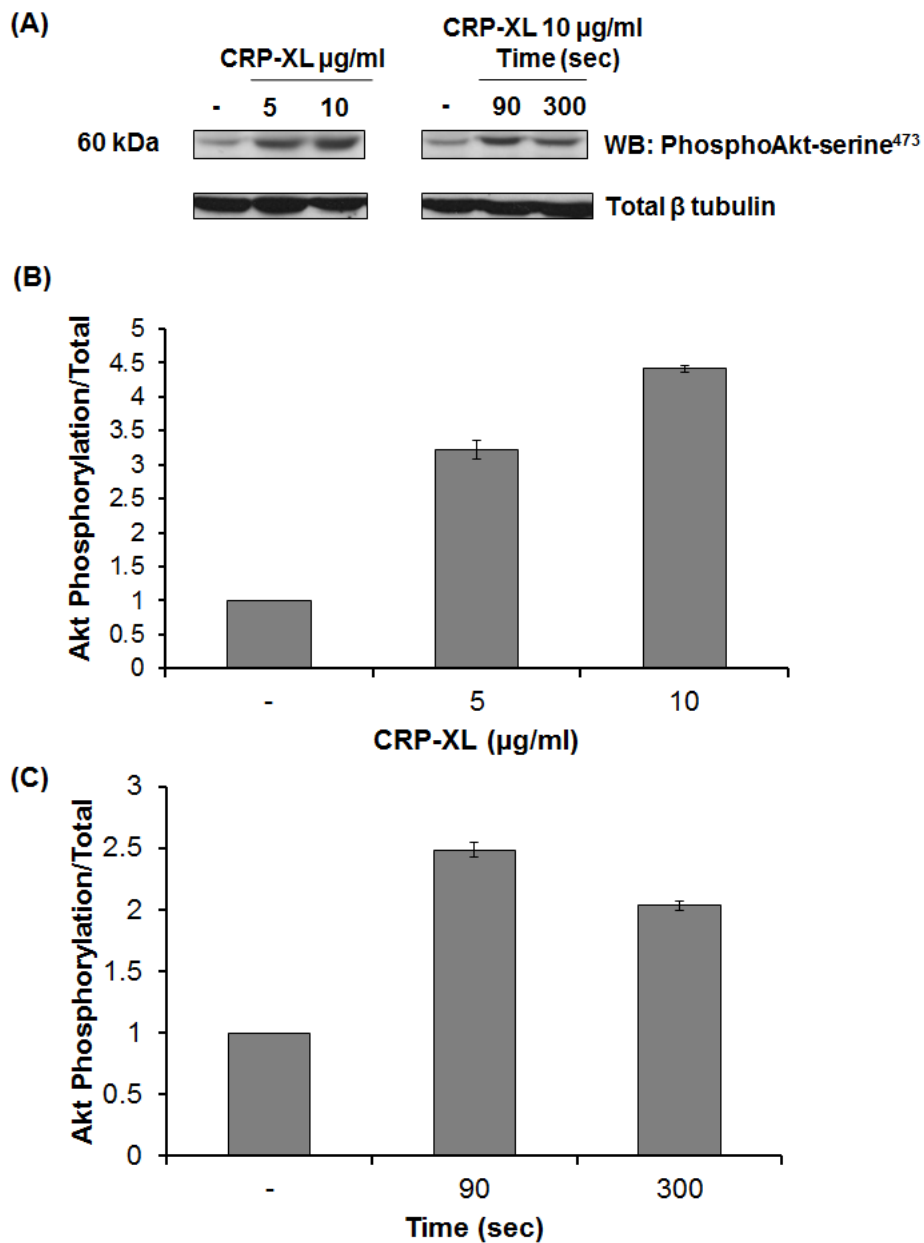 (A)
CRP-XL µg/ml
- 5 10
CRP-XL 10 µg/ml
Time (sec)
- 90 300
60 kDa
WB: PhosphoAkt-serine⁴⁷³
Total β tubulin
(B)
Akt Phosphorylation/Total
5
4.5
4
3.5
3
2.5
2
1.5
1
0.5
0
- 5 10
CRP-XL (µg/ml)
(C)
Akt Phosphorylation/Total
3
2.5
2
1.5
1
0.5
0
- 90 300
Time (sec)